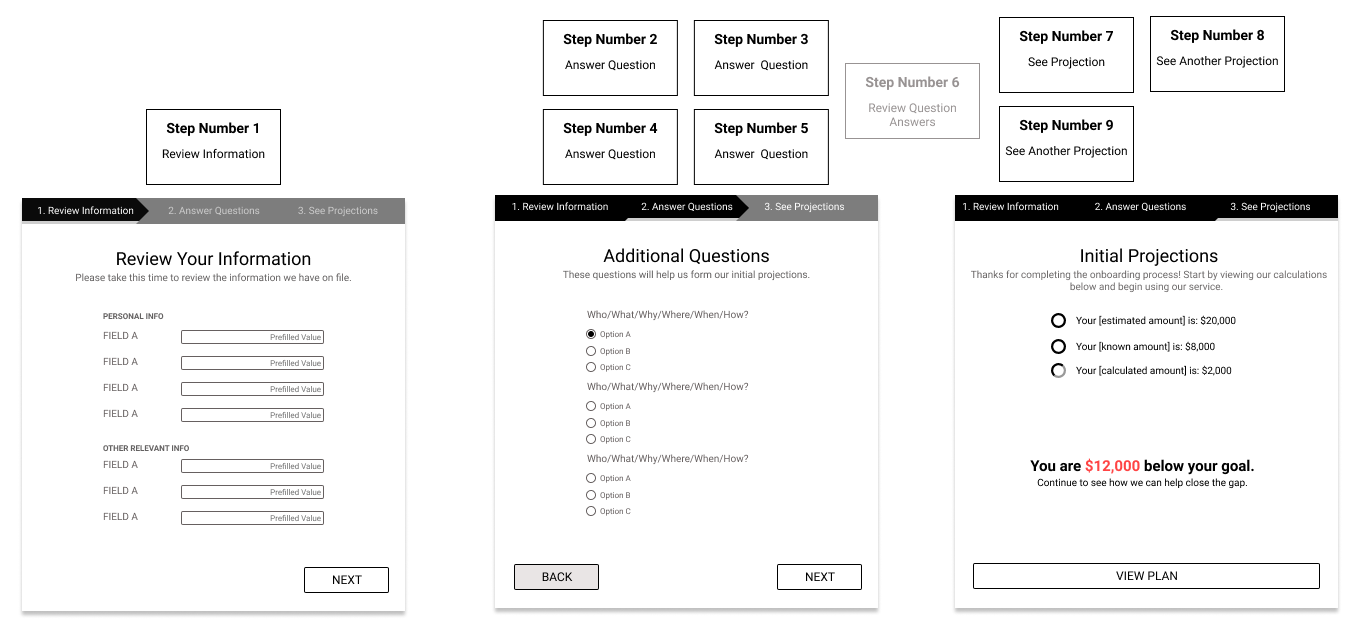 Step Number 1
Review Information
1. Review Information
2. Answer Questions
3. See Projections
Review Your Information
Please take this time to review the information we have on file.
PERSONAL INFO
FIELD A
Prefilled Value
FIELD A
Prefilled Value
FIELD A
Prefilled Value
FIELD A
Prefilled Value
OTHER RELEVANT INFO
FIELD A
Prefilled Value
FIELD A
Prefilled Value
FIELD A
Prefilled Value
NEXT
Step Number 2
Answer Question
Step Number 3
Answer Question
Step Number 4
Answer Question
Step Number 5
Answer Question
Step Number 6
Review Question
Answers
1. Review Information
2. Answer Questions
3. See Projections
Additional Questions
These questions will help us form our initial projections.
Who/What/Why/Where/When/How?
Option A
Option B
Option C
Who/What/Why/Where/When/How?
Option A
Option B
Option C
Who/What/Why/Where/When/How?
Option A
Option B
Option C
BACK
NEXT
Step Number 7
See Projection
Step Number 8
See Another Projection
Step Number 9
See Another Projection
1. Review Information
2. Answer Questions
3. See Projections
Initial Projections
Thanks for completing the onboarding process! Start by viewing our calculations
below and begin using our service.
Your [estimated amount] is: $20,000
Your [known amount] is: $8,000
Your [calculated amount] is: $2,000
You are $12,000 below your goal.
Continue to see how we can help close the gap.
VIEW PLAN